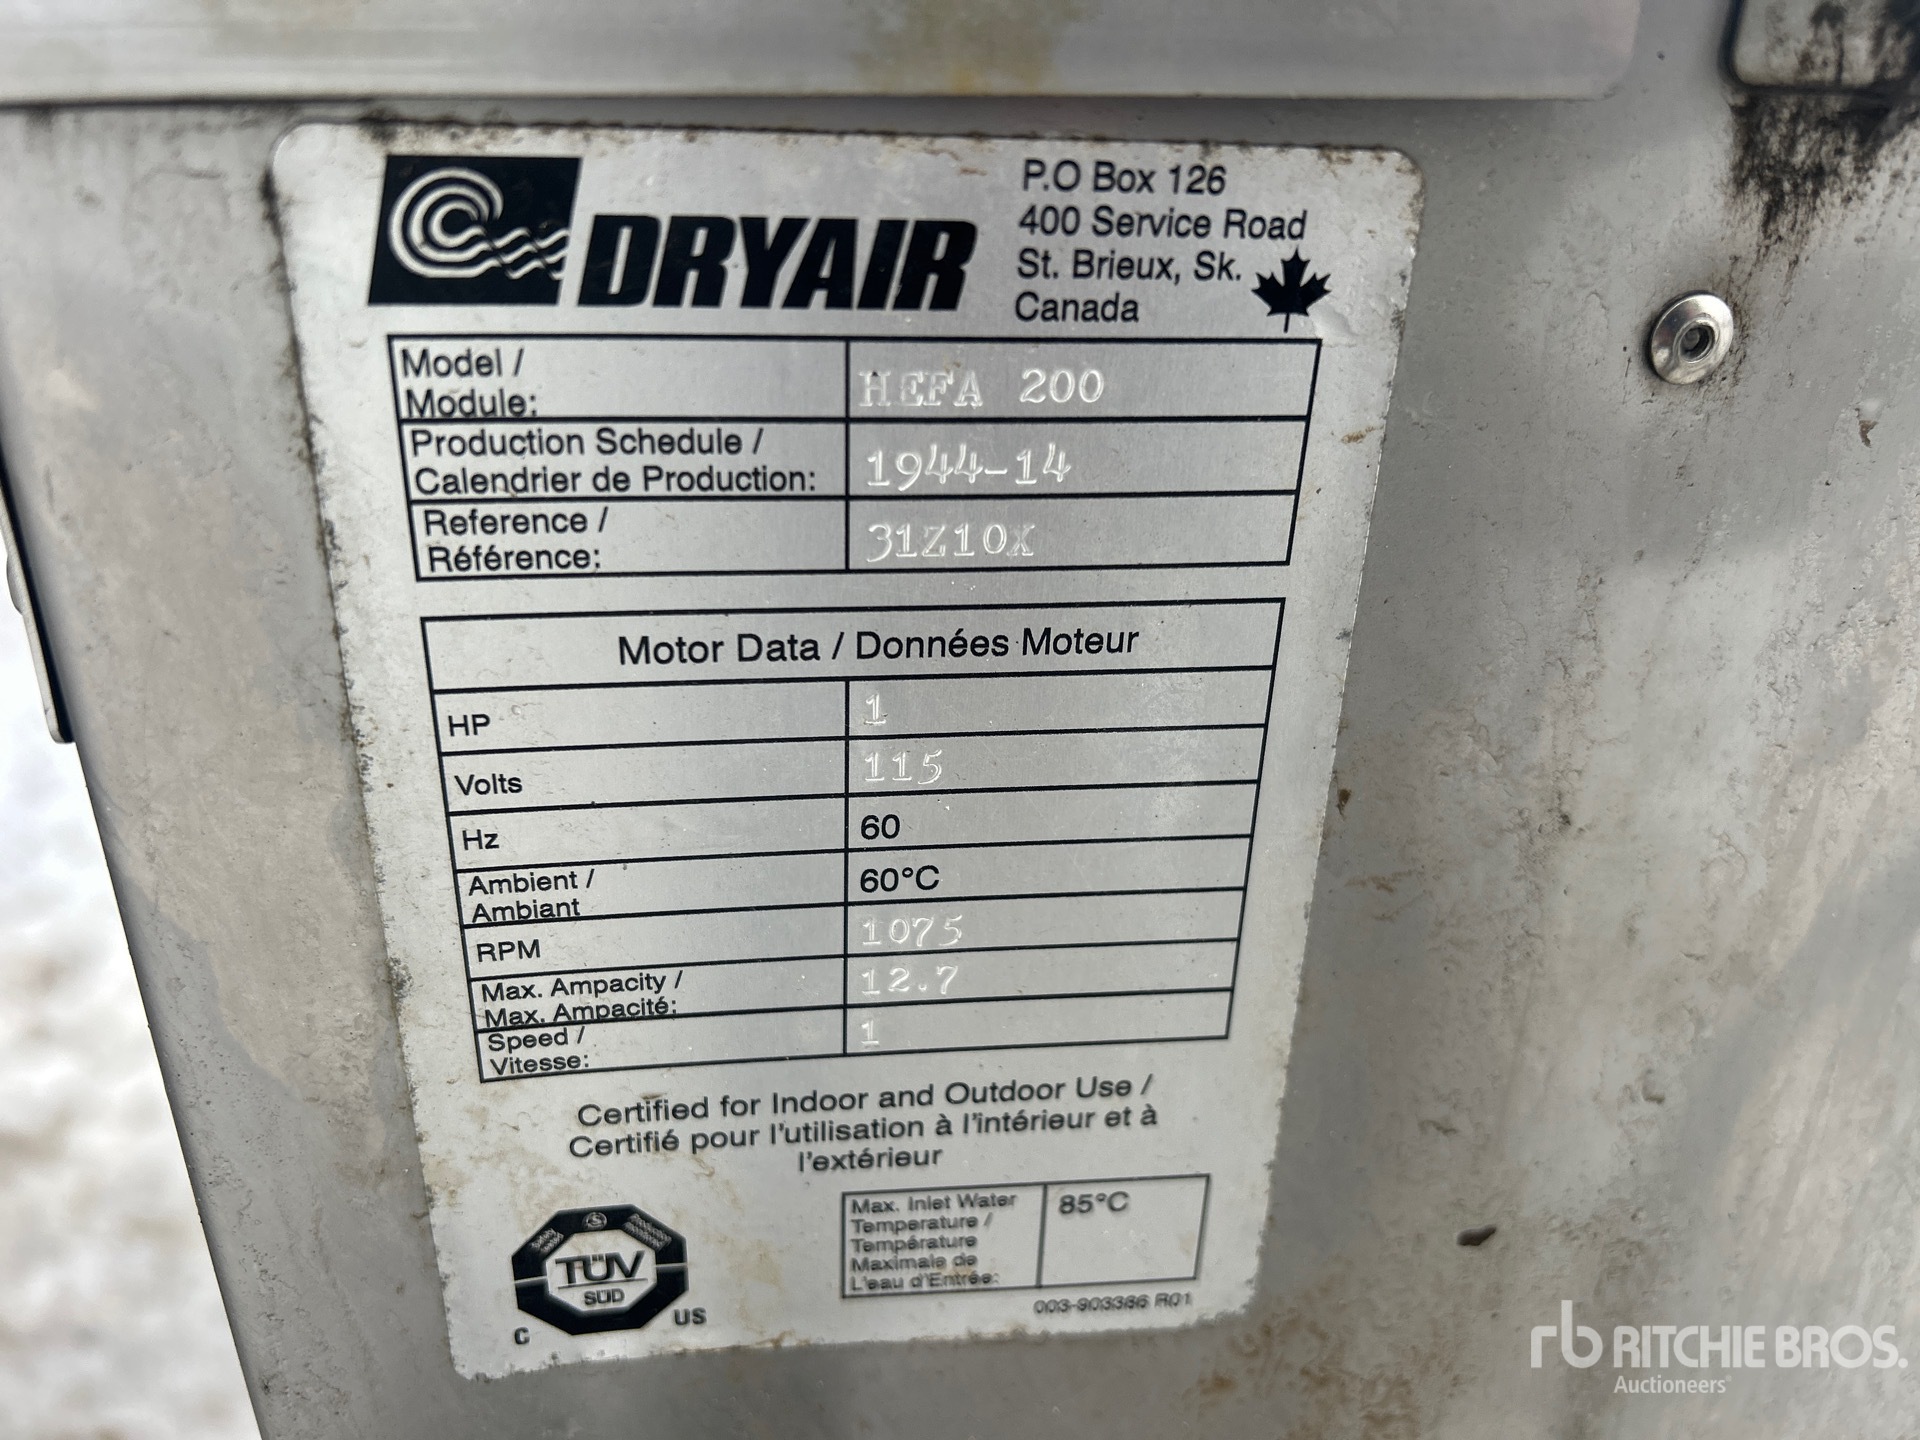 DRYAIR
P.O Box 126
400 Service Road
St. Brieux, Sk.
Canada
Model /
Module:
HEFA 200
Production Schedule /
Calendrier de Production:
1944-14
Reference /
Référence:
31Z10X
Motor Data / Données Moteur
HP
1
Volts
115
Hz
60
Ambient /
Ambiant
60°C
RPM
1075
Max. Ampacity /
Max. Ampacité:
12.7
Speed /
Vitesse:
1
Certified for Indoor and Outdoor Use /
Certifié pour l'utilisation à l'intérieur et à
l'extérieur
TÜV
SÜD
C
US
Max. Inlet Water
Temperature /
Température
Maximale de
L'eau d'Entrée:
85°C
003-903386 R01
rb RITCHIE BROS.
Auctioneers